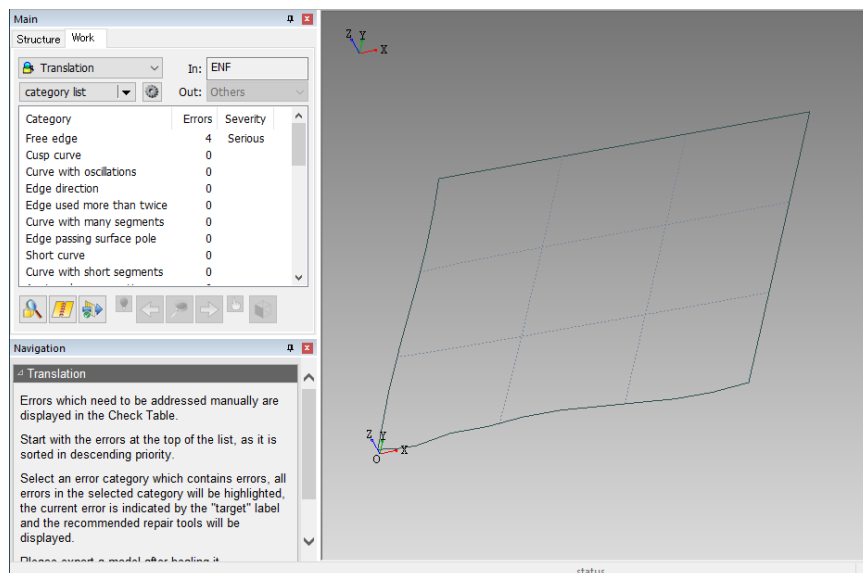 Main
Structure Work
Translation In: ENF
category list Out: Others
Category Errors Severity
Free edge 4 Serious
Cusp curve 0
Curve with oscillations 0
Edge direction 0
Edge used more than twice 0
Curve with many segments 0
Edge passing surface pole 0
Short curve 0
Curve with short segments 0
Navigation
Translation
Errors which need to be addressed manually are
displayed in the Check Table.
Start with the errors at the top of the list, as it is
sorted in descending priority.
Select an error category which contains errors, all
errors in the selected category will be highlighted,
the current error is indicated by the "target" label
and the recommended repair tools will be
displayed.
Please export a model after healing it.
Z Y
X
Z Y
X
O
status